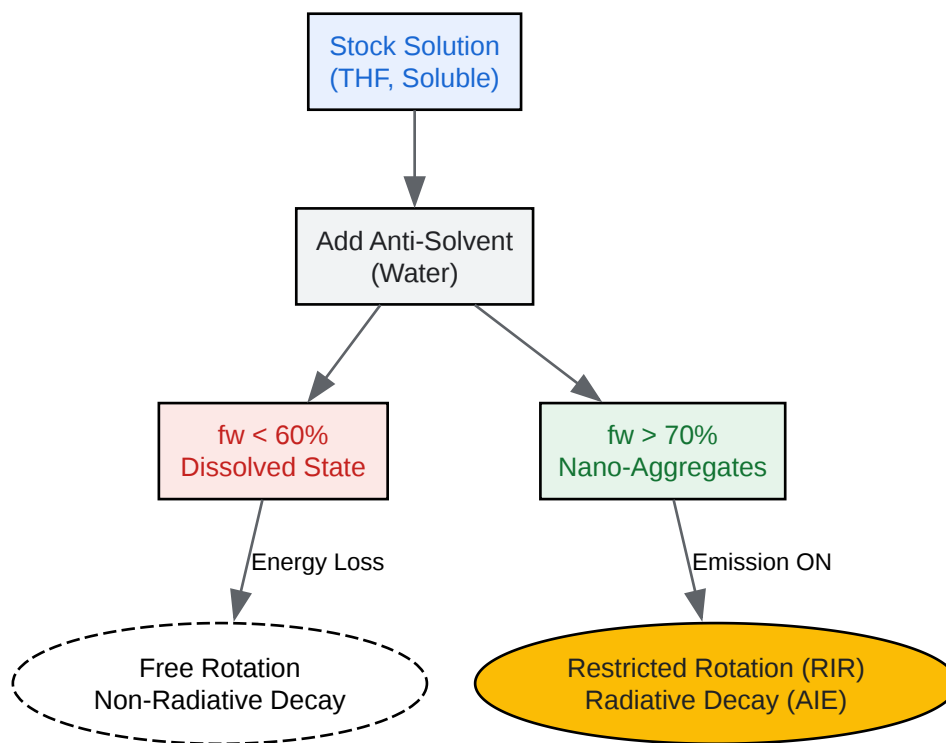 Stock Solution
(THF, Soluble)
Add Anti-Solvent
(Water)
fw < 60%
Dissolved State
fw > 70%
Nano-Aggregates
Energy Loss
Emission ON
Free Rotation
Non-Radiative Decay
Restricted Rotation (RIR)
Radiative Decay (AIE)